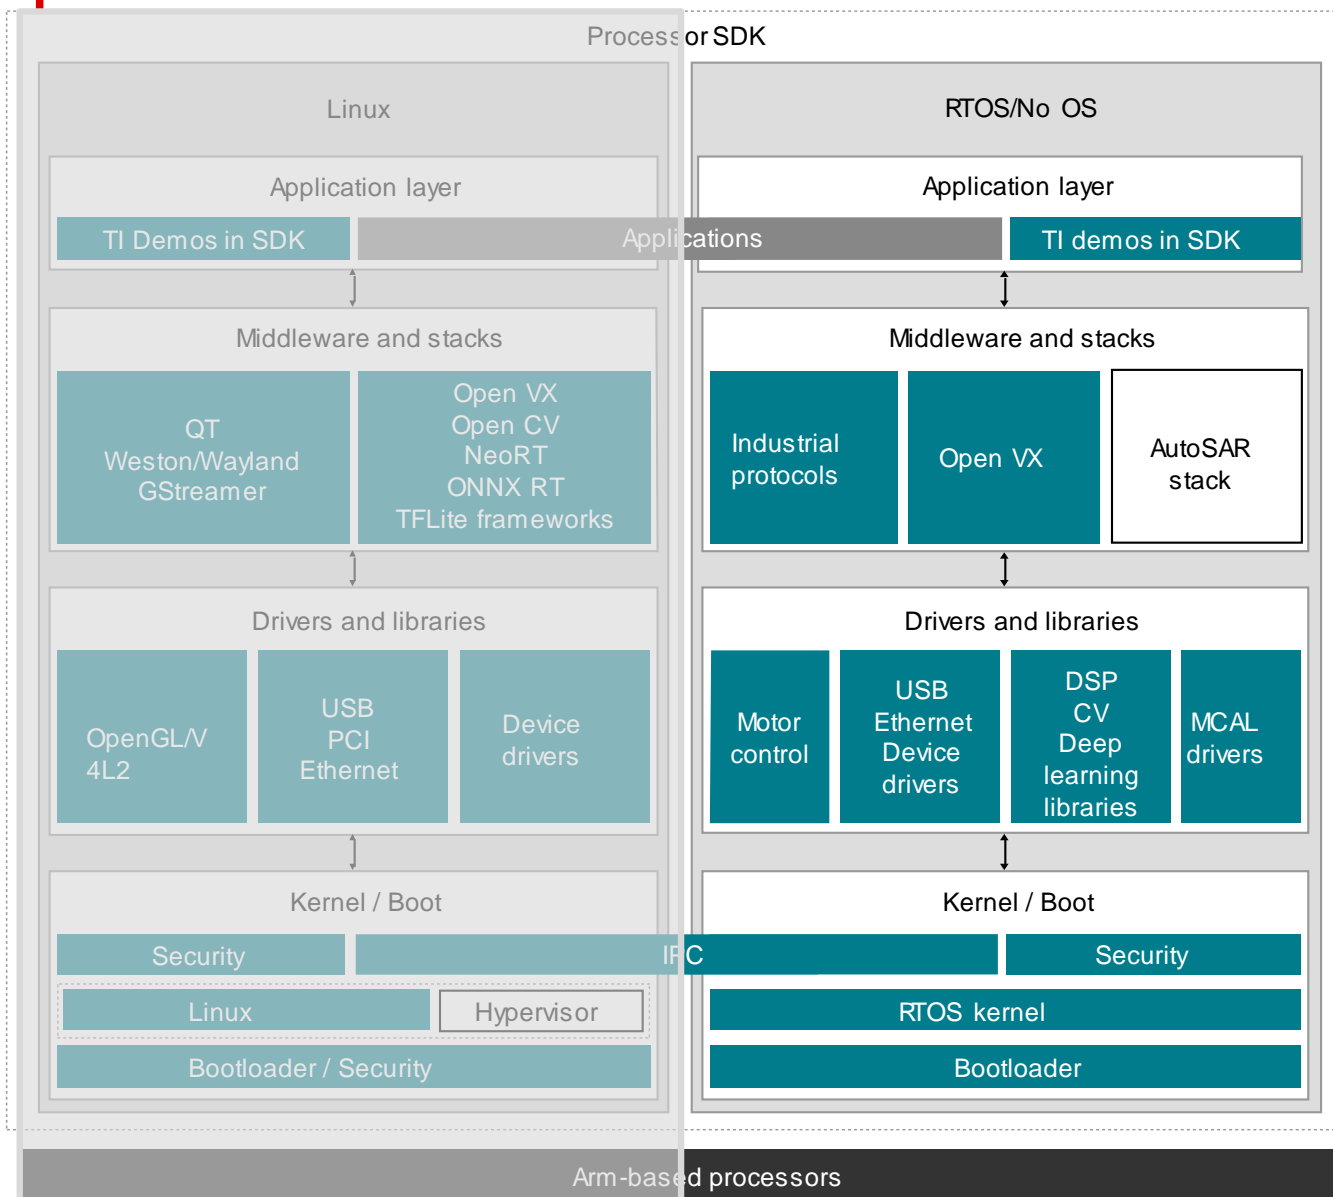 Processor SDK
Linux
Application layer
TI Demos in SDK
Applications
Middleware and stacks
QT
Weston/Wayland
GStreamer
Open VX
Open CV
NeoRT
ONNX RT
TFLite frameworks
Drivers and libraries
OpenGL/V
4L2
USB
PCI
Ethernet
Device
drivers
Kernel / Boot
Security
IPC
Linux
Hypervisor
Bootloader / Security
RTOS/No OS
Application layer
TI demos in SDK
Middleware and stacks
Industrial
protocols
Open VX
AutoSAR
stack
Drivers and libraries
Motor
control
USB
Ethernet
Device
drivers
DSP
CV
Deep
learning
libraries
MCAL
drivers
Kernel / Boot
Security
RTOS kernel
Bootloader
Arm-based processors